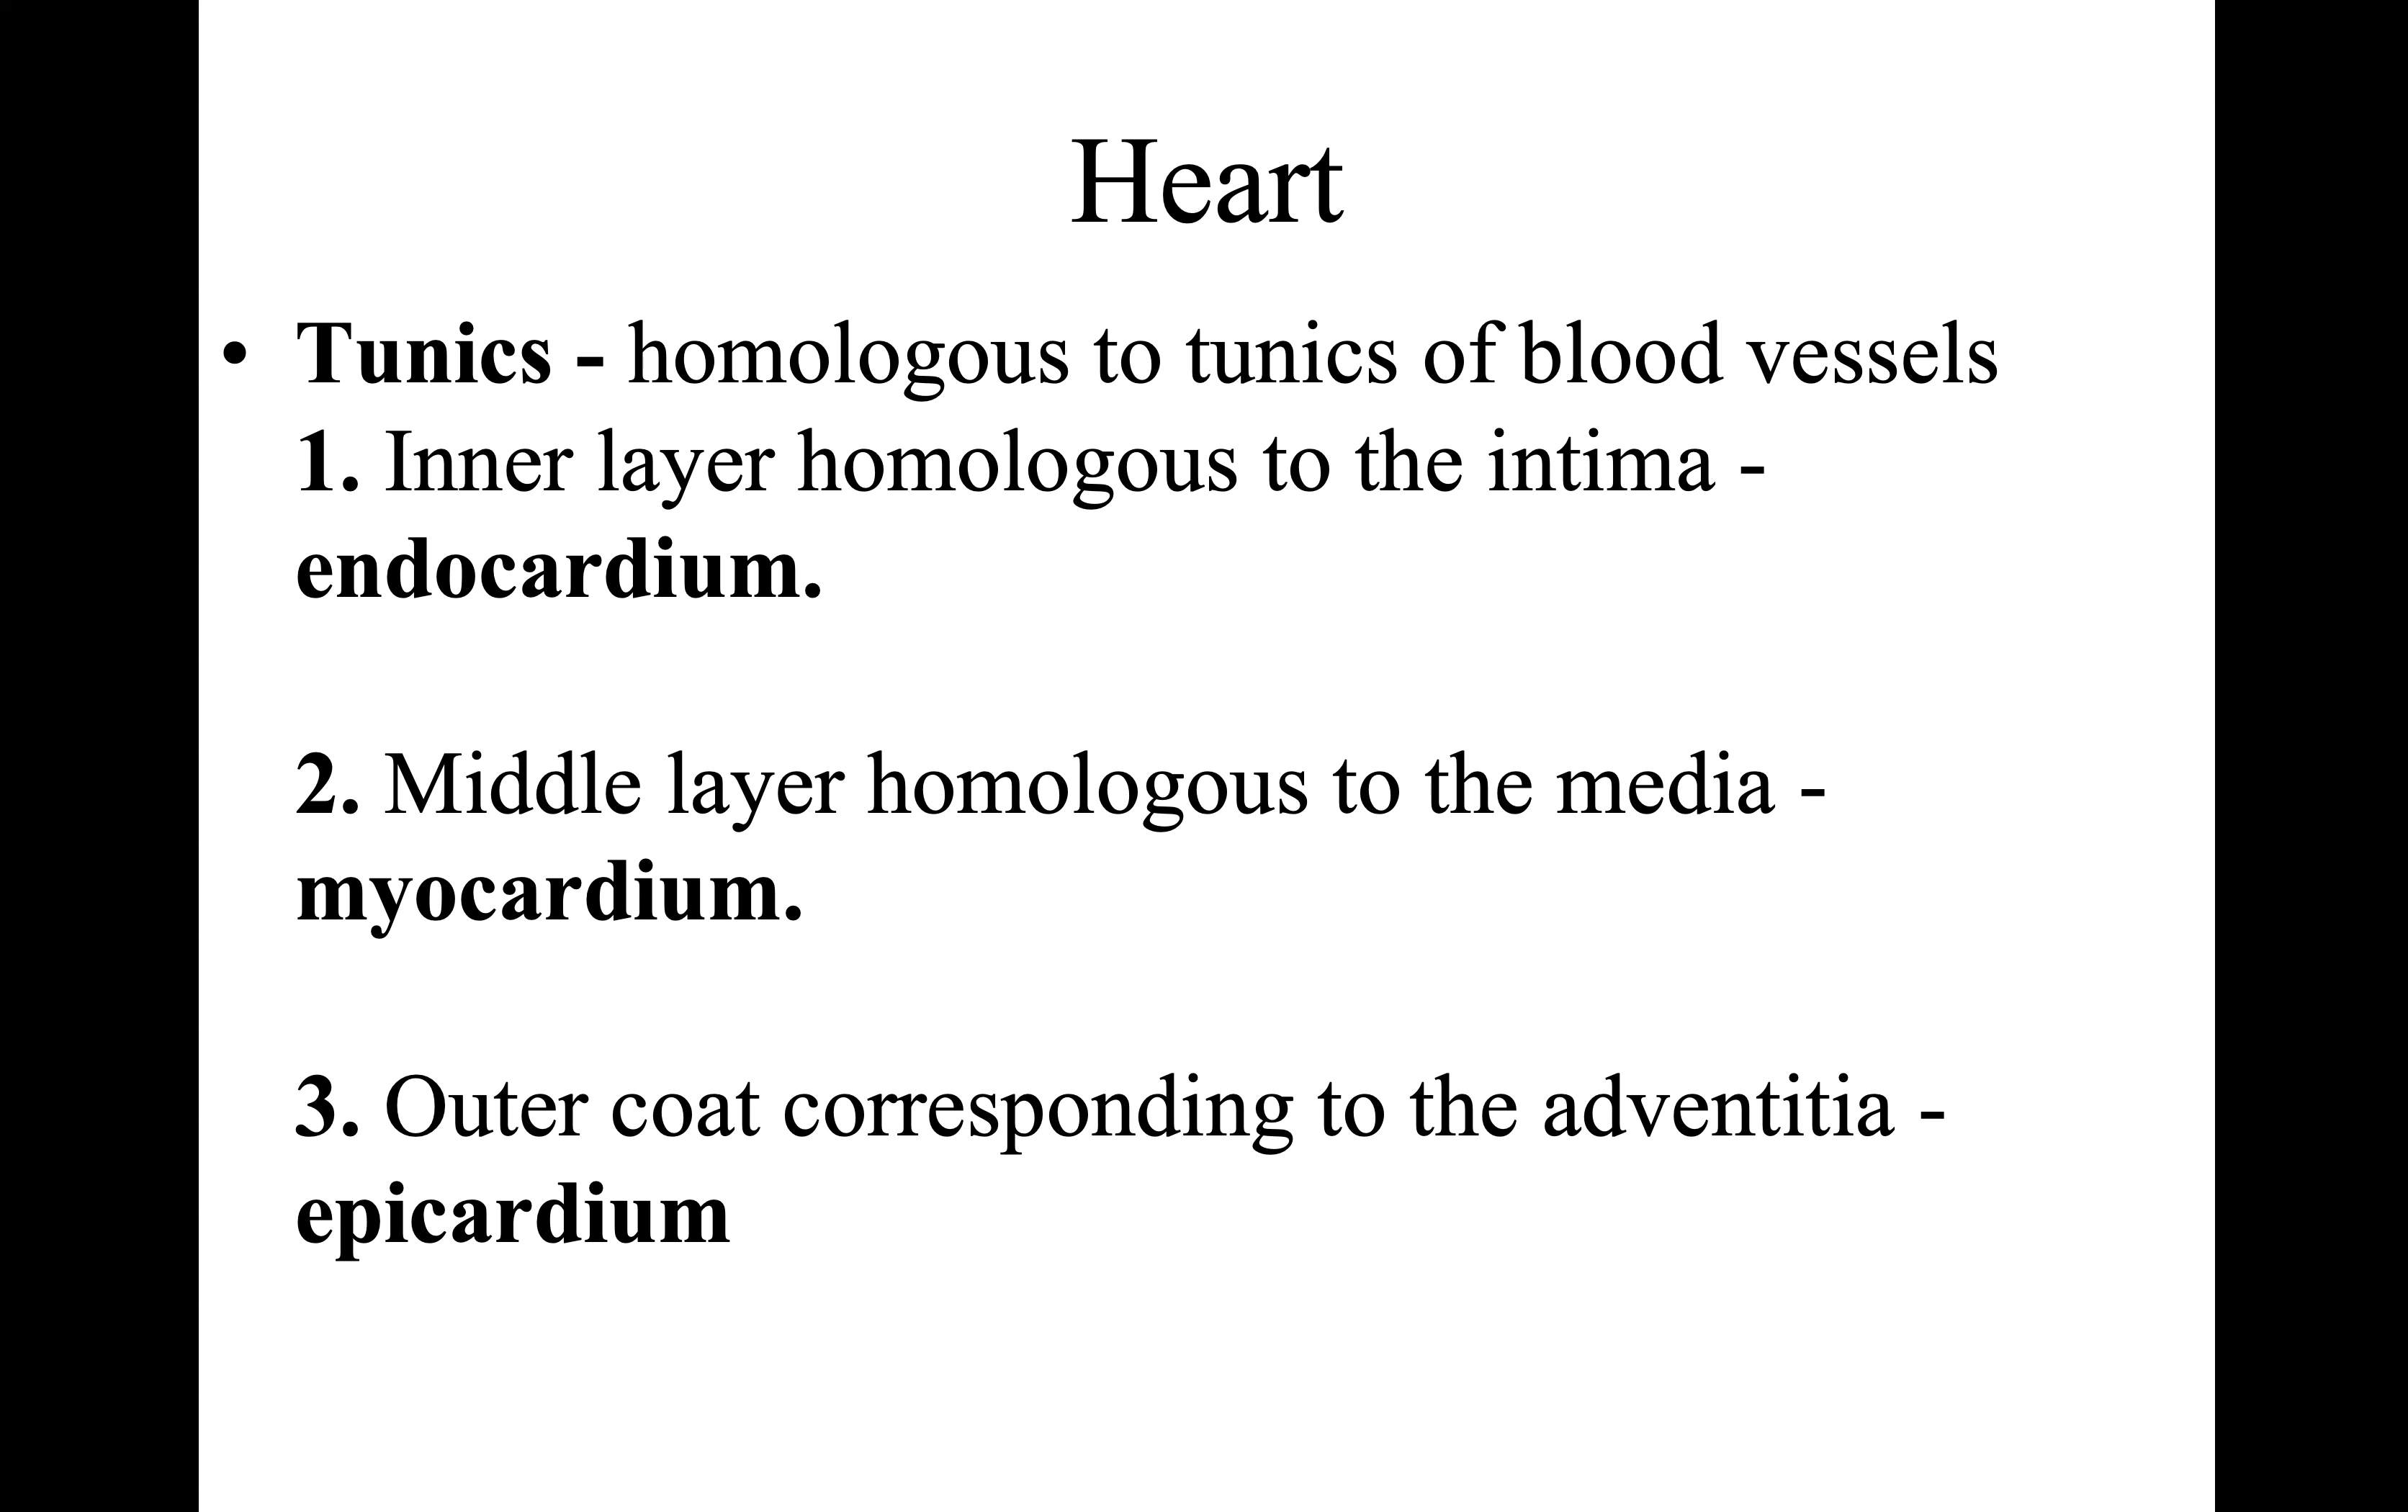 Heart
• Tunics - homologous to tunics of blood vessels
1. Inner layer homologous to the intima -
endocardium.
2. Middle layer homologous to the media -
myocardium.
3. Outer coat corresponding to the adventitia -
epicardium